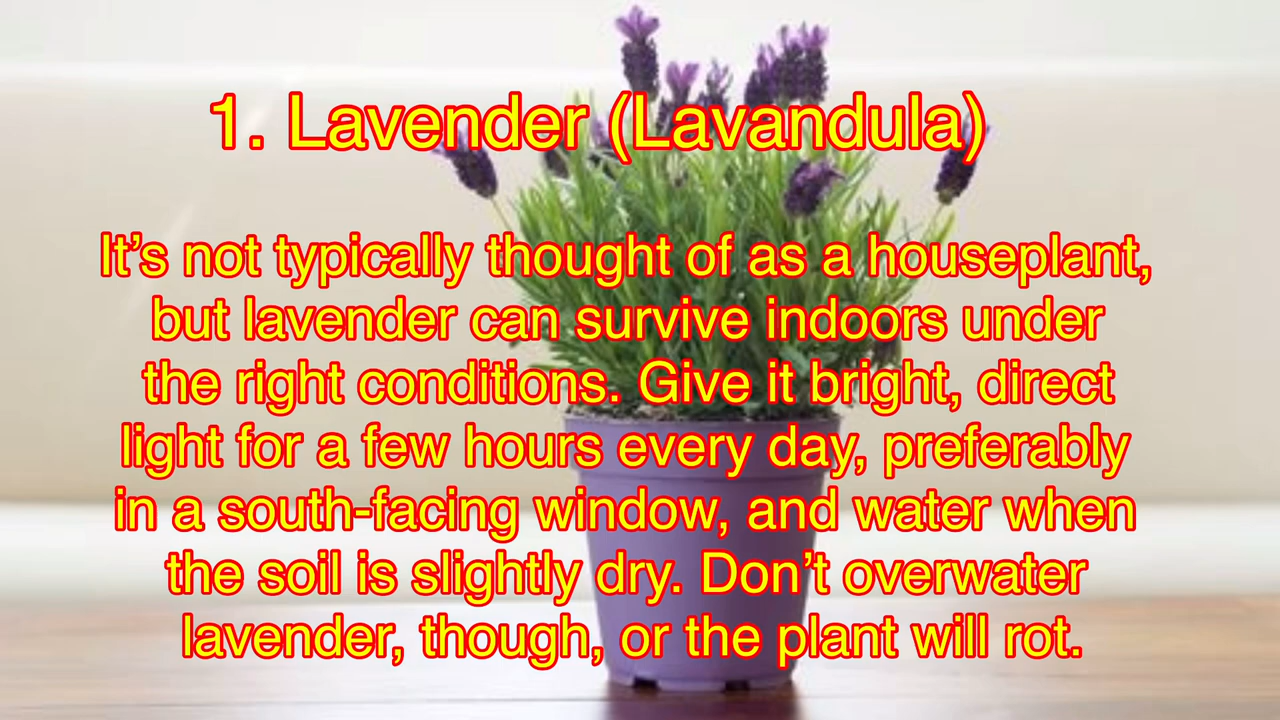 1. Lavender (Lavandula)
It’s not typically thought of as a houseplant,
but lavender can survive indoors under
the right conditions. Give it bright, direct
light for a few hours every day, preferably
in a south-facing window, and water when
the soil is slightly dry. Don’t overwater
lavender, though, or the plant will rot.